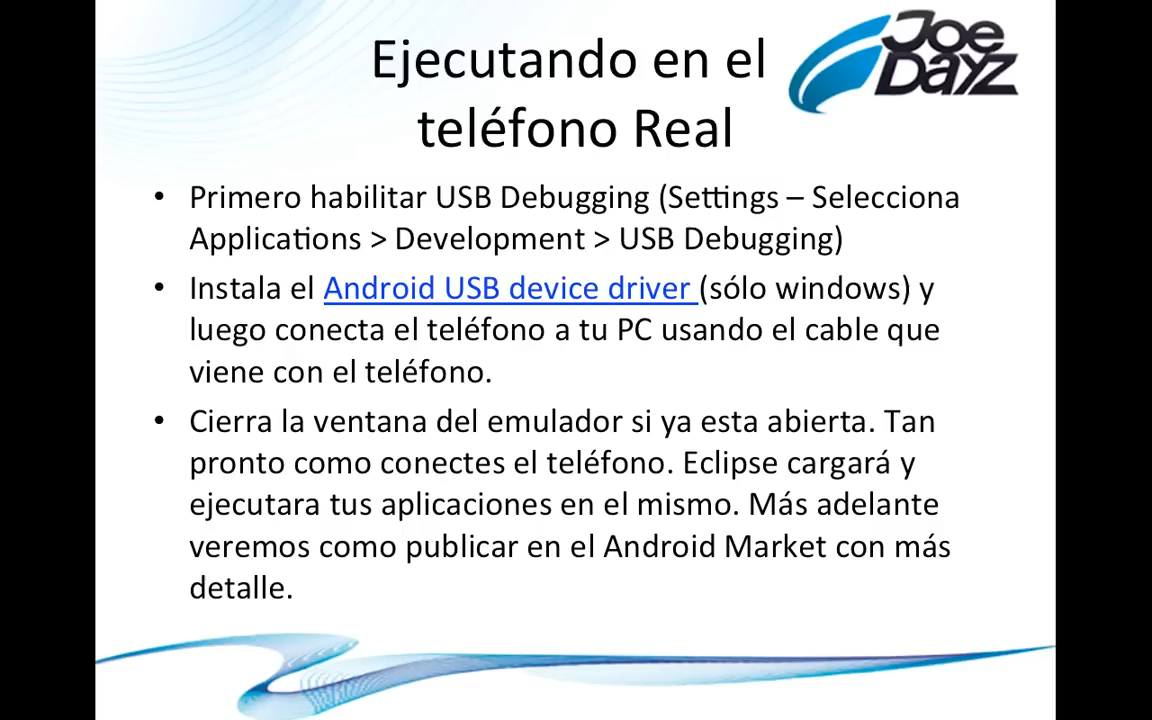 Ejecutando en el
teléfono Real
JOE
DAYZ
• Primero habilitar USB Debugging (Settings – Selecciona
Applications > Development > USB Debugging)
• Instala el Android USB device driver (sólo windows) y
luego conecta el teléfono a tu PC usando el cable que
viene con el teléfono.
• Cierra la ventana del emulador si ya esta abierta. Tan
pronto como conectes el teléfono. Eclipse cargará y
ejecutara tus aplicaciones en el mismo. Más adelante
veremos como publicar en el Android Market con más
detalle.